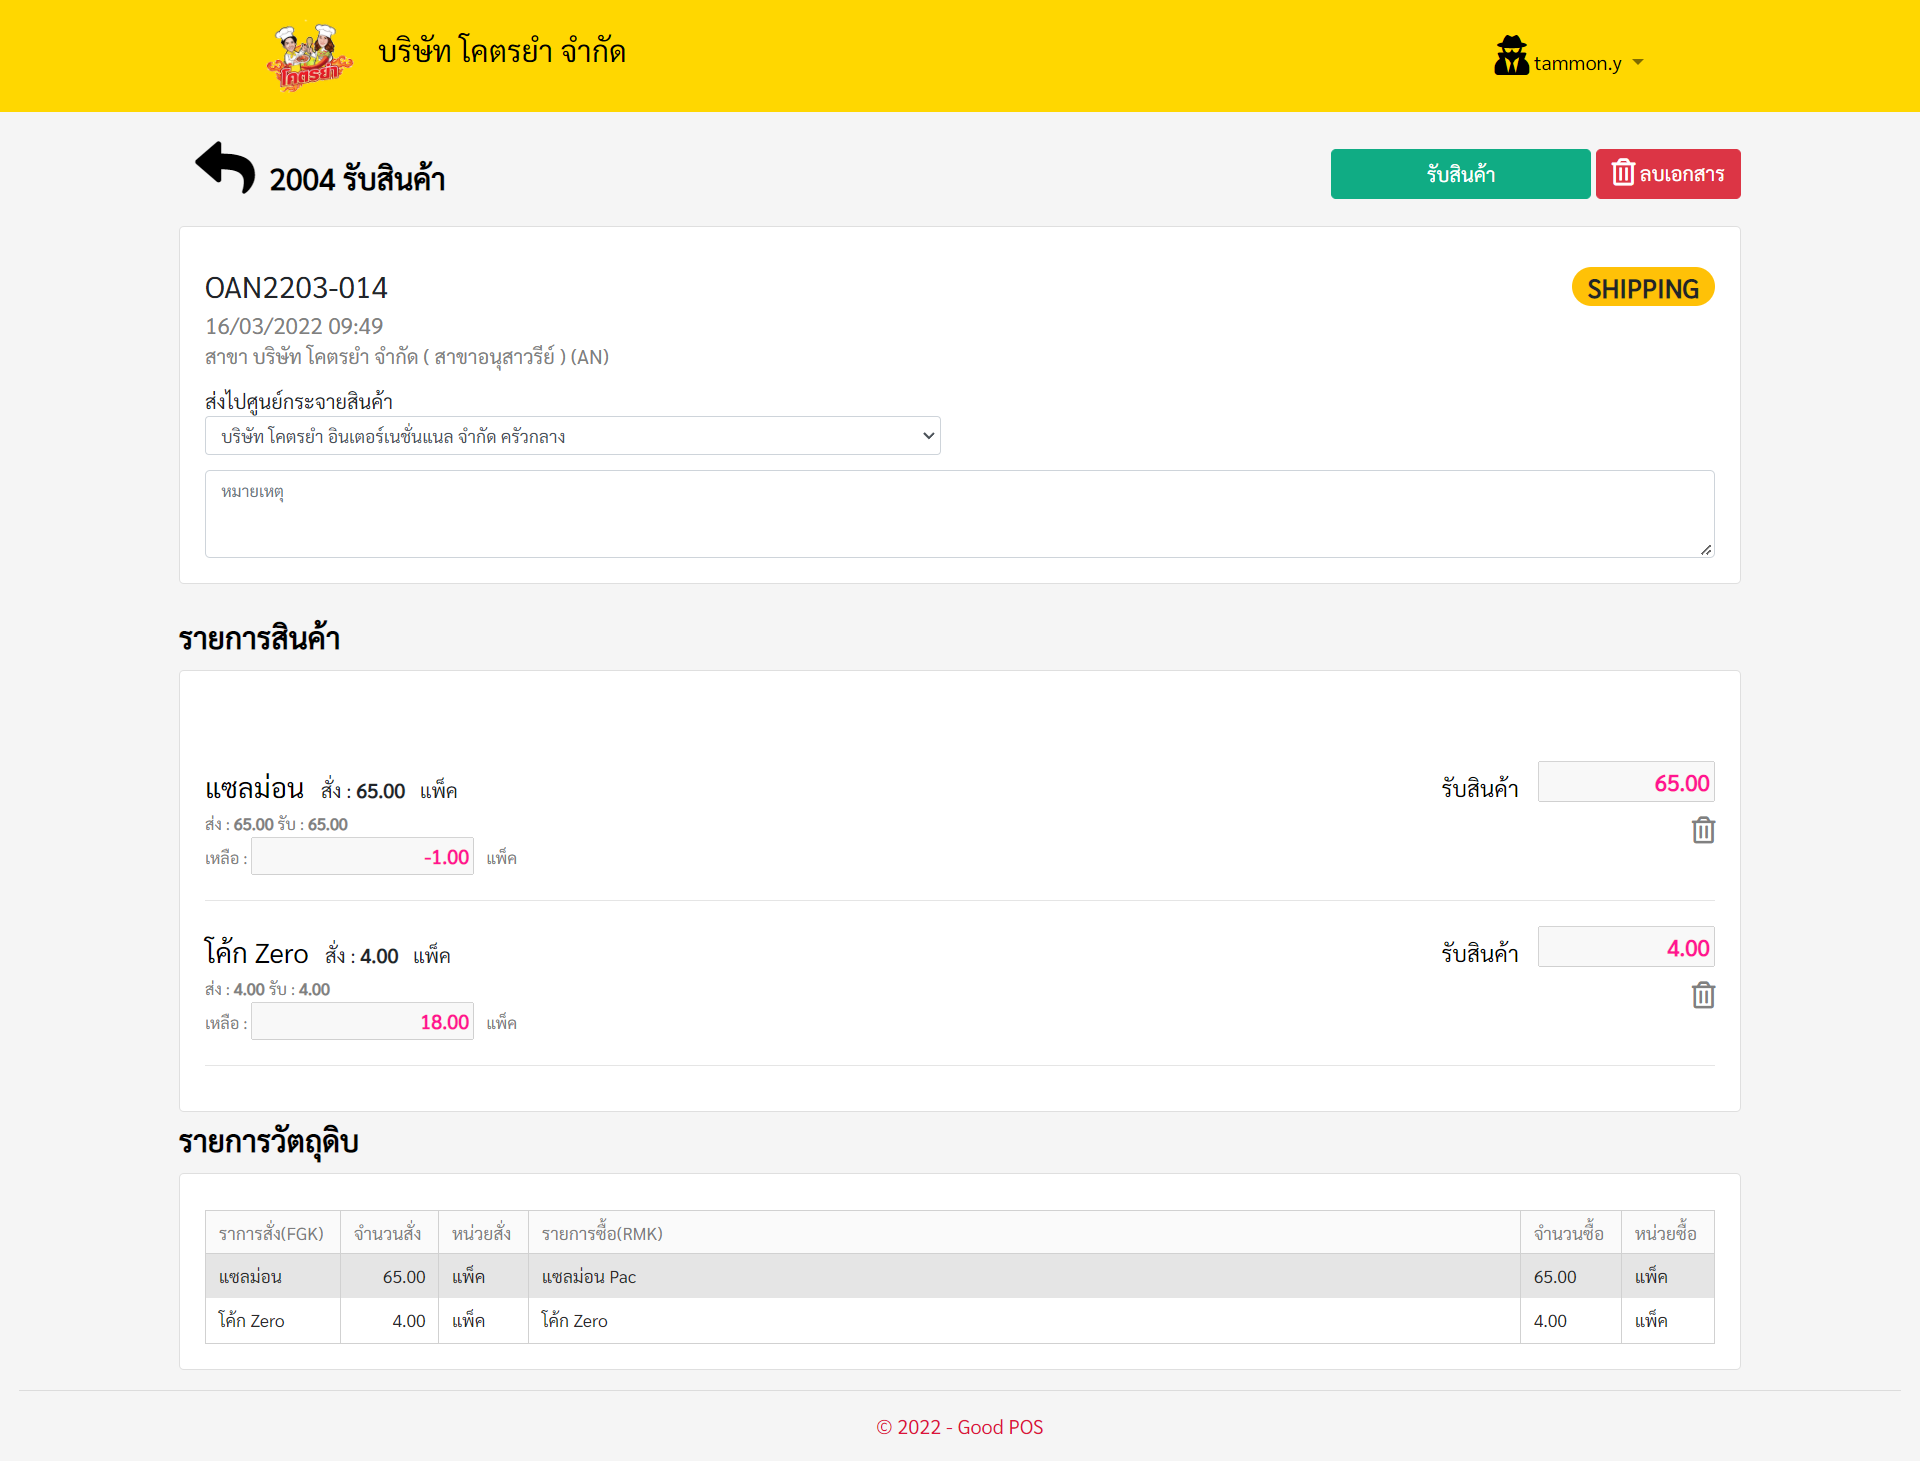 โคตรยำ
บริษัท โคตรยำ จำกัด
tammon.y
2004 รับสินค้า
รับสินค้า
ลบเอกสาร
OAN2203-014
SHIPPING
16/03/2022 09:49
สาขา บริษัท โคตรยำ จำกัด ( สาขาอนุสาวรีย์ ) (AN)
ส่งไปศูนย์กระจายสินค้า
บริษัท โคตรยำ อินเตอร์เนชั่นแนล จำกัด ครัวกลาง
หมายเหตุ
รายการสินค้า
แซลม่อน สั่ง : 65.00 แพ็ค
รับสินค้า 65.00
ส่ง : 65.00 รับ : 65.00
เหลือ : -1.00 แพ็ค
โค้ก Zero สั่ง : 4.00 แพ็ค
รับสินค้า 4.00
ส่ง : 4.00 รับ : 4.00
เหลือ : 18.00 แพ็ค
รายการวัตถุดิบ
ราการสั่ง(FGK) จำนวนสั่ง หน่วยสั่ง รายการซื้อ(RMK) จำนวนซื้อ หน่วยซื้อ
แซลม่อน 65.00 แพ็ค แซลม่อน Pac 65.00 แพ็ค
โค้ก Zero 4.00 แพ็ค โค้ก Zero 4.00 แพ็ค
© 2022 - Good POS